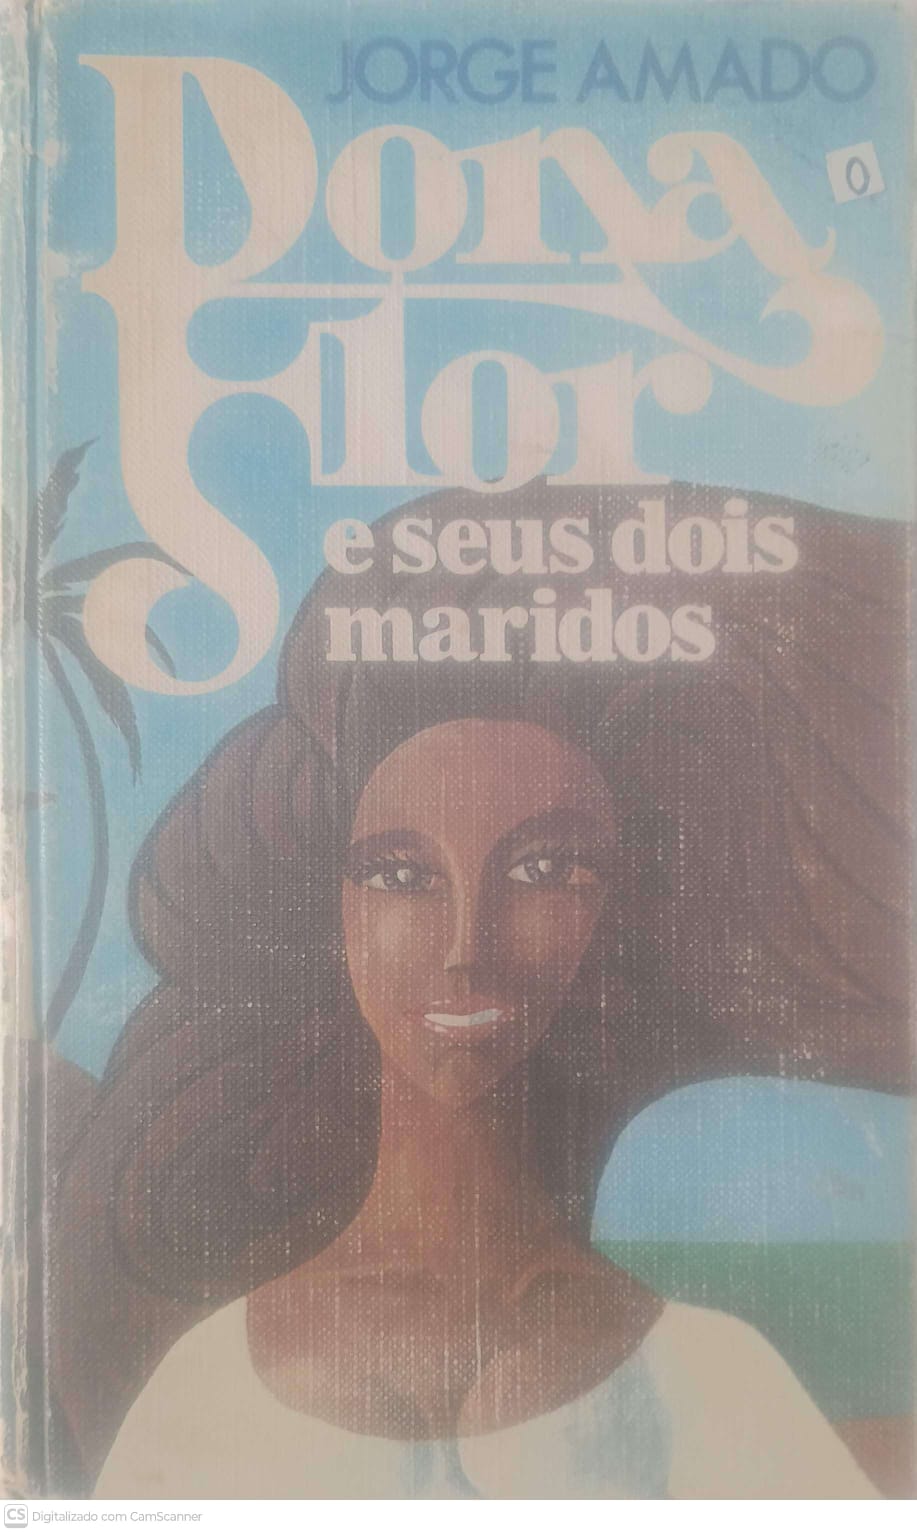 JORGE AMADO
Dona
0
Flor
e seus dois
maridos
CS Digitalizado com CamScanner